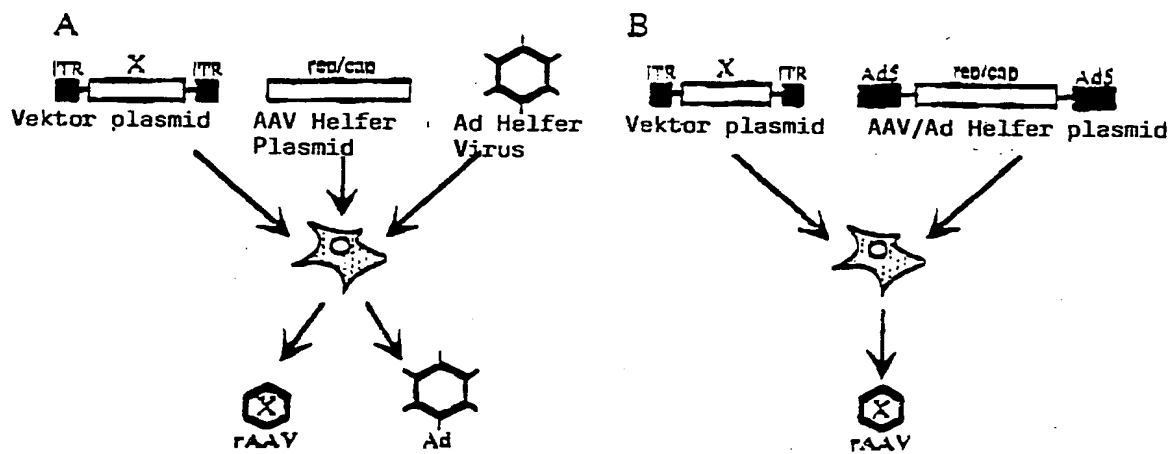 A
ITR X ITR
Vektor plasmid
rep/cap
AAV Helfer
Plasmid
Ad Helfer
Virus
X
rAAV
Ad
B
ITR X ITR
Vektor plasmid
Ad5 rep/cap Ad5
AAV/Ad Helfer plasmid
X
rAAV